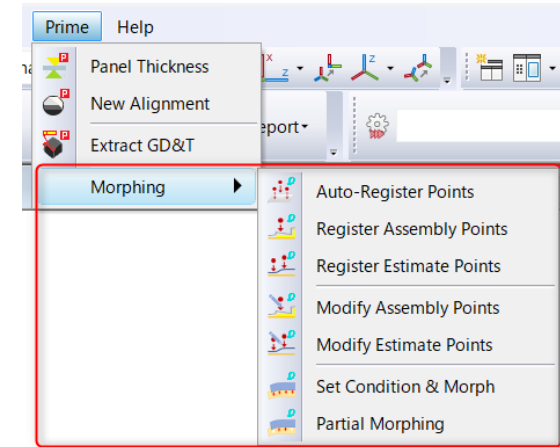 Prime Help
Panel Thickness
New Alignment
Extract GD&T
Morphing
Auto-Register Points
Register Assembly Points
Register Estimate Points
Modify Assembly Points
Modify Estimate Points
Set Condition & Morph
Partial Morphing